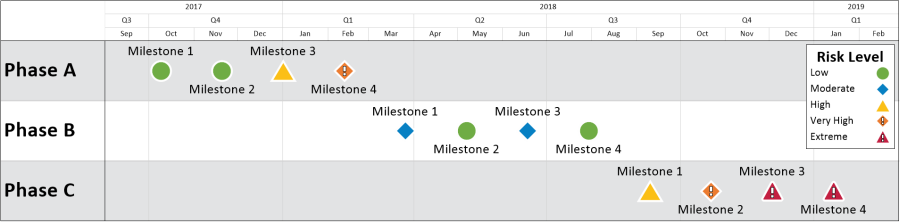 2017 2018 2019
Q3 Q4 Q1 Q2 Q3 Q4 Q1
Sep Oct Nov Dec Jan Feb Mar Apr May Jun Jul Aug Sep Oct Nov Dec Jan Feb
Phase A
Milestone 1
Milestone 2
Milestone 3
Milestone 4
Phase B
Milestone 1
Milestone 2
Milestone 3
Milestone 4
Phase C
Milestone 1
Milestone 2
Milestone 3
Milestone 4
Risk Level
Low
Moderate
High
Very High
Extreme